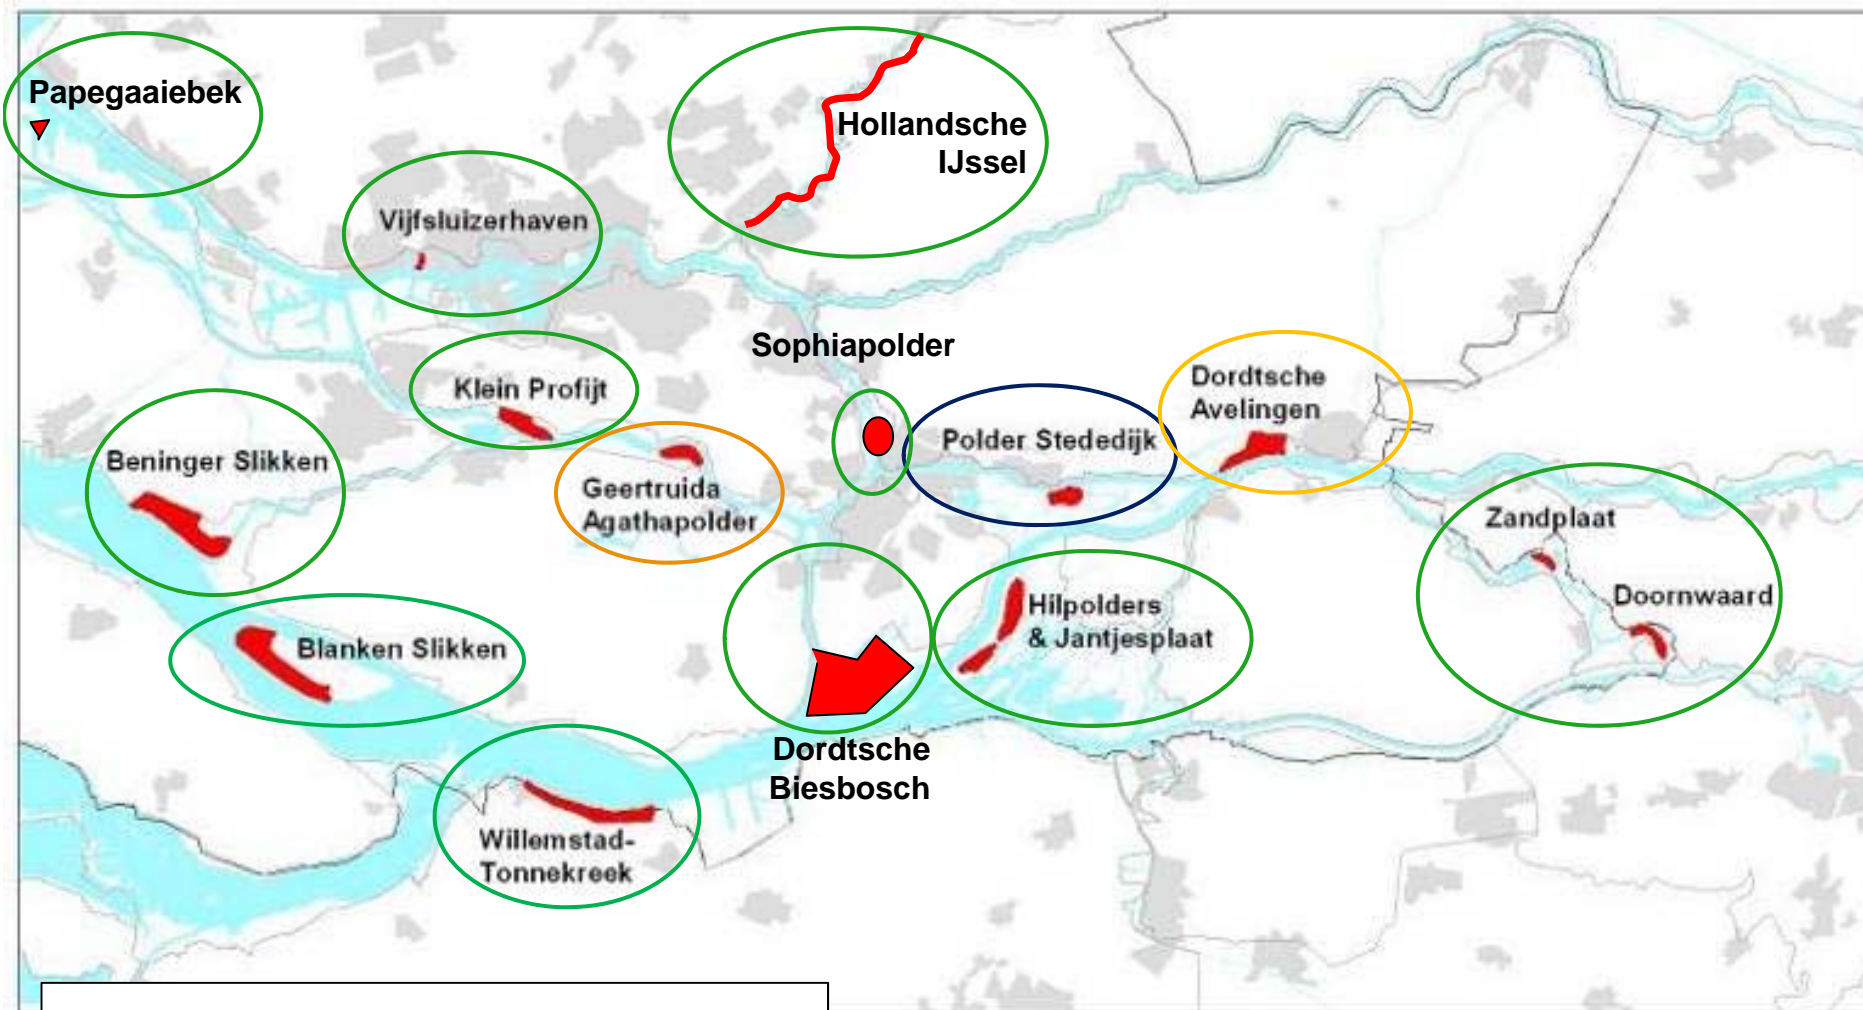 Papegaaiebek
Hollandsche
IJssel
Vijfsluizerhaven
Sophiapolder
Klein Profijt
Dordtsche
Avelingen
Polder Stededijk
Beninger Slikken
Geertruida
Agathapolder
Zandplaat
Doornwaard
Hilpolders
& Jantjesplaat
Blanken Slikken
Dordtsche
Biesbosch
Willemstad-
Tonnekreek